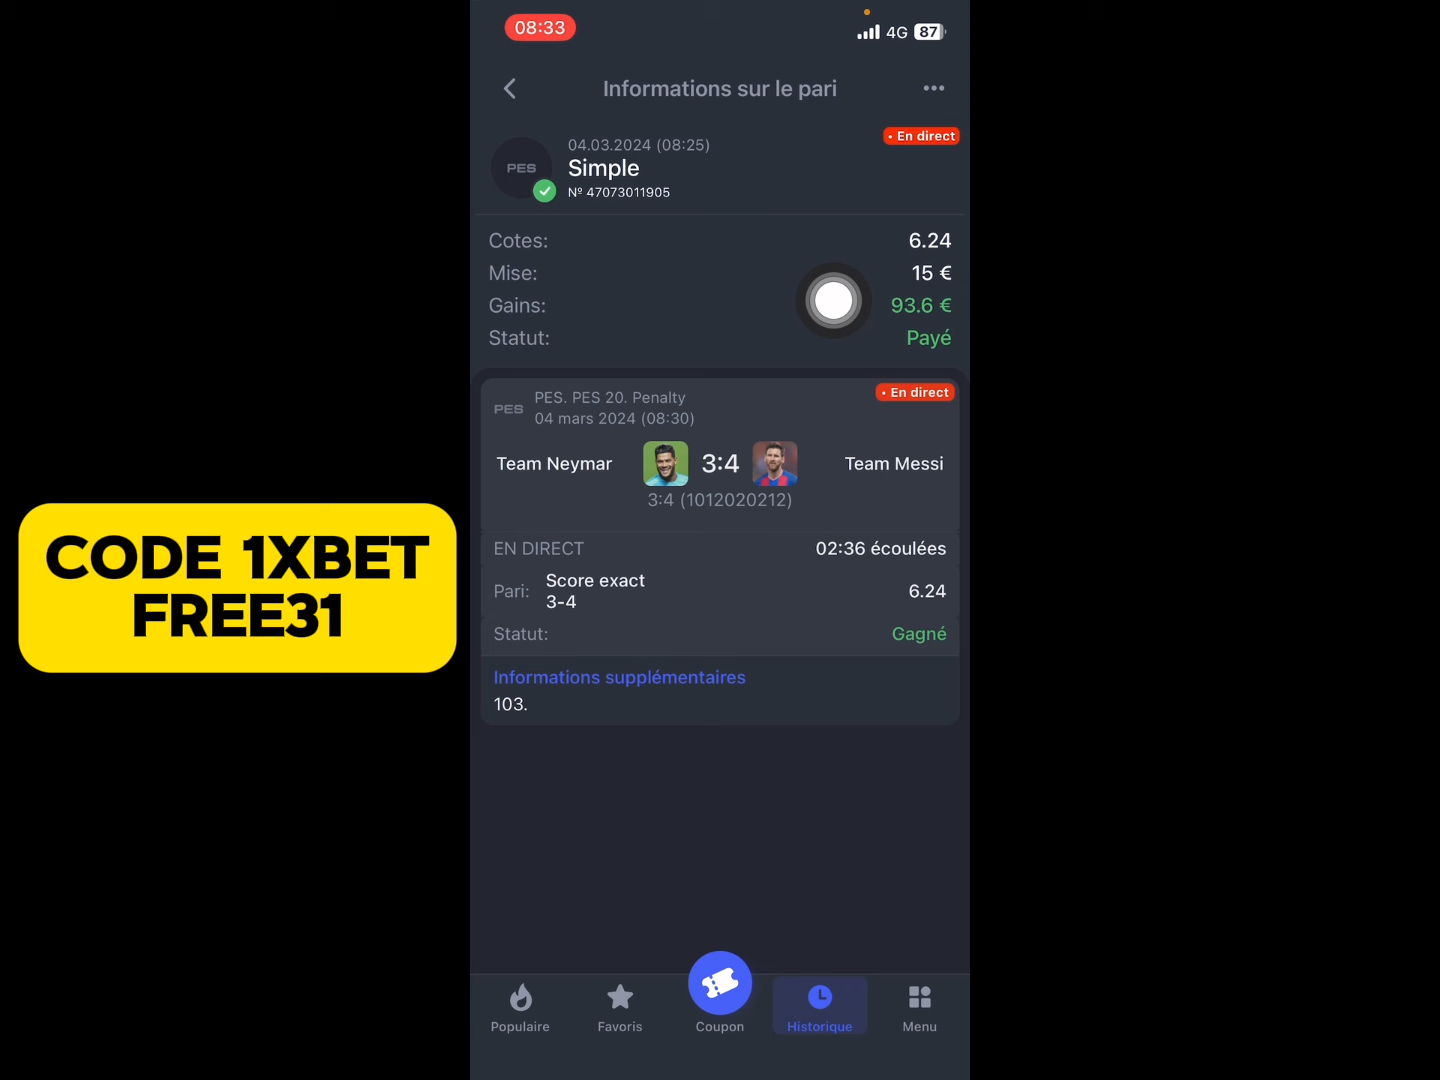 08:33
4G 87
Informations sur le pari
• En direct
04.03.2024 (08:25)
PES
Simple
Nº 47073011905
Cotes: 6.24
Mise: 15 €
Gains: 93.6 €
Statut: Payé
PES. PES 20. Penalty
• En direct
PES
04 mars 2024 (08:30)
Team Neymar 3:4 Team Messi
3:4 (1012020212)
EN DIRECT 02:36 écoulées
Pari: Score exact 6.24
3-4
Statut: Gagné
Informations supplémentaires
103.
CODE 1XBET
FREE31
Populaire Favoris Coupon Historique Menu